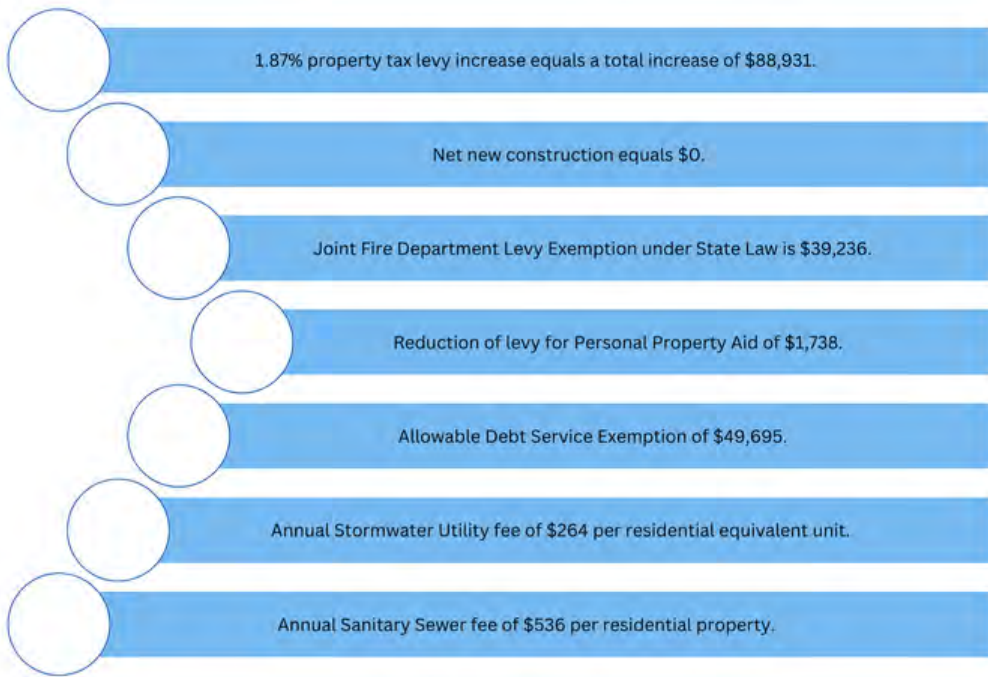 1.87% property tax levy increase equals a total increase of $88,931.
Net new construction equals $0.
Joint Fire Department Levy Exemption under State Law is $39,236.
Reduction of levy for Personal Property Aid of $1,738.
Allowable Debt Service Exemption of $49,695.
Annual Stormwater Utility fee of $264 per residential equivalent unit.
Annual Sanitary Sewer fee of $536 per residential property.